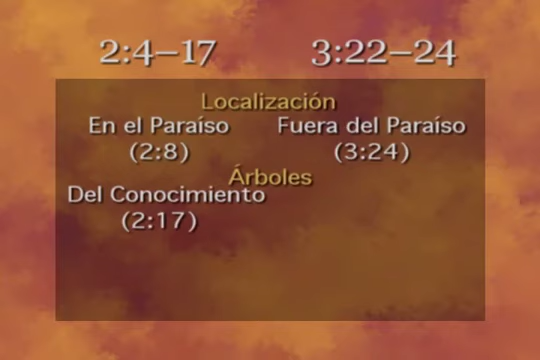 2:4–17 3:22–24
Localización
En el Paraíso Fuera del Paraíso
(2:8) (3:24)
Árboles
Del Conocimiento
(2:17)